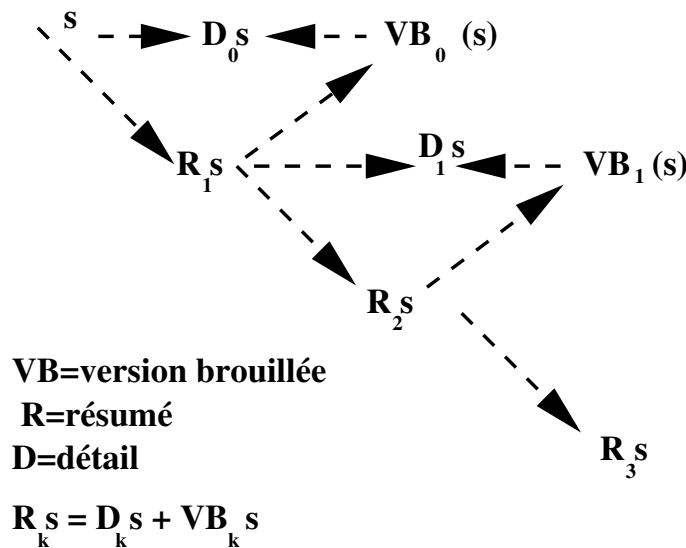 s D₀s VB₀ (s)
R₁s D₁s VB₁ (s)
R₂s
VB=version brouillée
R=résumé
D=détail
R₃s
Rₖs = Dₖs + VBₖs